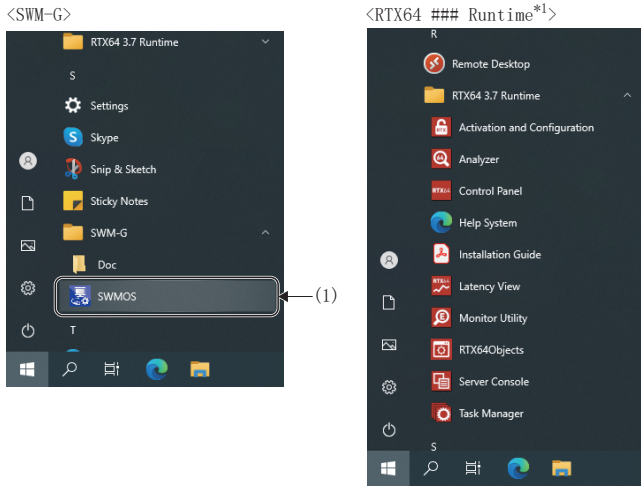 <SWM-G>
RTX64 3.7 Runtime
S
Settings
Skype
Snip & Sketch
Sticky Notes
SWM-G
Doc
SWMOS
(1)
T
<RTX64 ### Runtime*1>
R
Remote Desktop
RTX64 3.7 Runtime
Activation and Configuration
Analyzer
Control Panel
Help System
Installation Guide
Latency View
Monitor Utility
RTX64Objects
Server Console
Task Manager
S